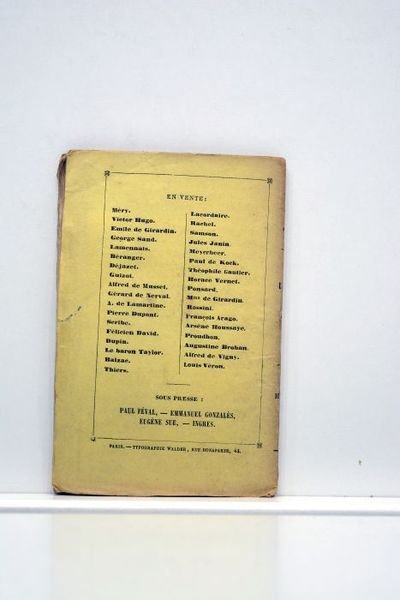 EN VENTE:
Méry.
Victor Hugo.
Emile de Girardin.
George Sand.
Lamennais.
Béranger.
Déjazet.
Guizot.
Alfred de Musset.
Gérard de Nerval.
A. de Lamartine.
Pierre Dupont.
Scribe.
Félicien David.
Dupin.
Le baron Taylor.
Balzac.
Thiers.
Lacordaire.
Rachel.
Samson.
Jules Janin.
Meyerbeer.
Paul de Kock.
Théophile Gautier.
Horace Vernet.
Ponsard.
Mme de Girardin.
Rossini.
François Arago.
Arsène Houssaye.
Proudhon.
Augustine Brohan.
Alfred de Vigny.
Louis Véron.
SOUS PRESSE:
PAUL FÉVAL, — EMMANUEL GONZALÈS,
EUGÈNE SUE, — INGRES.
PARIS. — TYPOGRAPHIE WALDER, RUE BONAPARTE, 44.